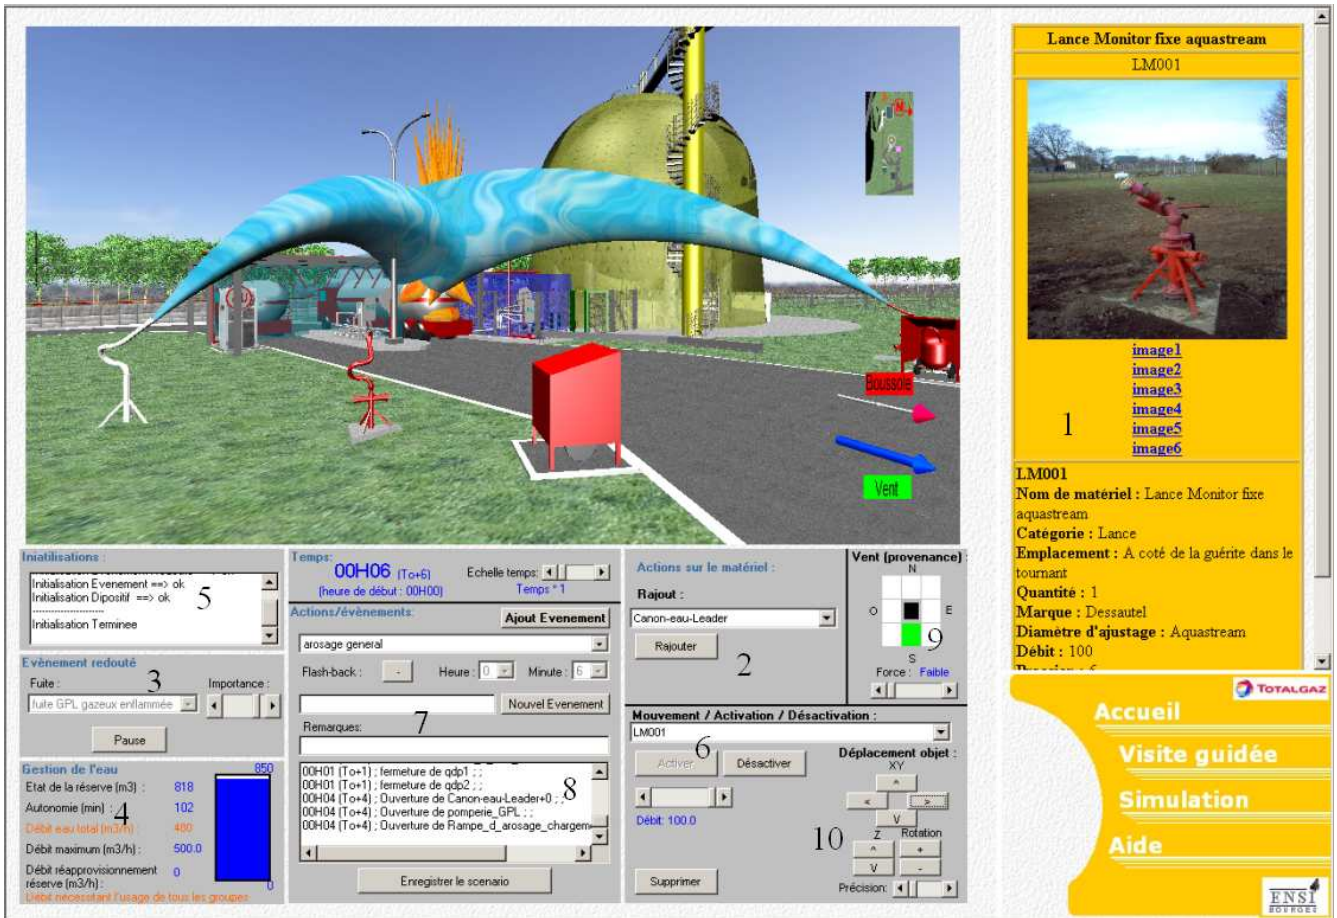 Boussole
Vent
Lance Monitor fixe aquastream
LM001
image1
image2
image3
image4
image5
image6
1
LM001
Nom de matériel : Lance Monitor fixe
aquastream
Catégorie : Lance
Emplacement : A coté de la guérite dans le
tournant
Quantité : 1
Marque : Dessautel
Diamètre d'ajustage : Aquastream
Débit : 100
TOTALGAZ
Accueil
Visite guidée
Simulation
Aide
ENSI
BOURGES
Iniatilisations :
Initialisation Evenement ==> ok
Initialisation Dipositif ==> ok
-----------------------
Initialisation Terminee
5
Evènement redouté
3
Fuite :
Importance :
fuite GPL gazeux enflammée
Pause
Gestion de l'eau
850
Etat de la réserve (m3) : 818
Autonomie (min) : 102
4
Débit eau total (m3/h) : 480
Débit maximum (m3/h) : 500.0
Débit réapprovisionnement 0
réserve (m3/h) :
0
Débit nécessitant l'usage de tous les groupes
Temps:
00H06 (To+6)
(heure de début : 00H00)
Echelle temps:
Temps * 1
Actions/évènements:
Ajout Evenement
arosage general
Flash-back : - Heure : 0 Minute : 6
Nouvel Evenement
7
Remarques:
00H01 (To+1) ; fermeture de qdp1 ; ;
00H01 (To+1) ; fermeture de qdp2 ; ;
00H04 (To+4) ; Ouverture de Canon-eau-Leader+0 ; ;
00H04 (To+4) ; Ouverture de pomperie_GPL ; ;
00H04 (To+4) ; Ouverture de Rampe_d_arosage_chargem
8
Enregistrer le scenario
Actions sur le matériel :
Rajout :
Canon-eau-Leader
Rajouter
2
Vent (provenance) :
N
O
E
S
9
Force : Faible
Mouvement / Activation / Désactivation :
LM001
6
Activer
Désactiver
Débit: 100.0
Supprimer
Déplacement objet :
XY
^
< >
V
10
Z Rotation
^ +
V -
Précision: